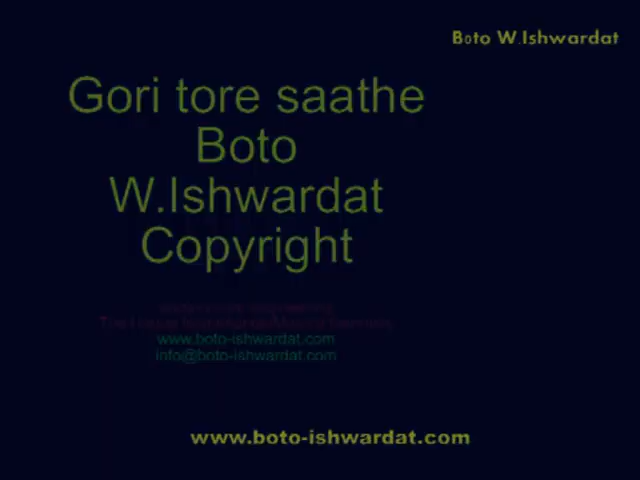 Boto W.Ishwardat
Gori tore saathe
Boto
W.Ishwardat
Copyright
www.boto-ishwardat.com
info@boto-ishwardat.com
www.boto-ishwardat.com